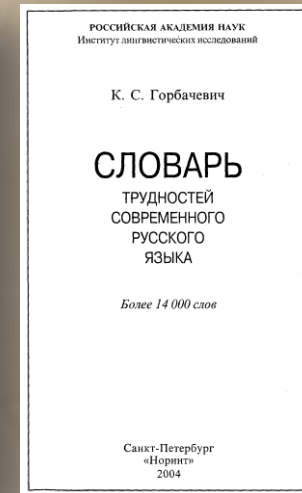 РОССИЙСКАЯ АКАДЕМИЯ НАУК
Институт лингвистических исследований
К. С. Горбачевич
СЛОВАРЬ
ТРУДНОСТЕЙ
СОВРЕМЕННОГО
РУССКОГО
ЯЗЫКА
Более 14 000 слов
Санкт-Петербург
«Норинт»
2004